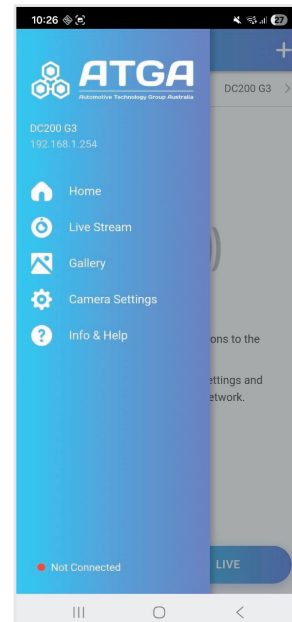 10:26
27
ATGA
Automotive Technology Group Australia
DC200 G3
DC200 G3
192.168.1.254
Home
Live Stream
Gallery
Camera Settings
Info & Help
ons to the
ettings and
etwork.
Not Connected
LIVE